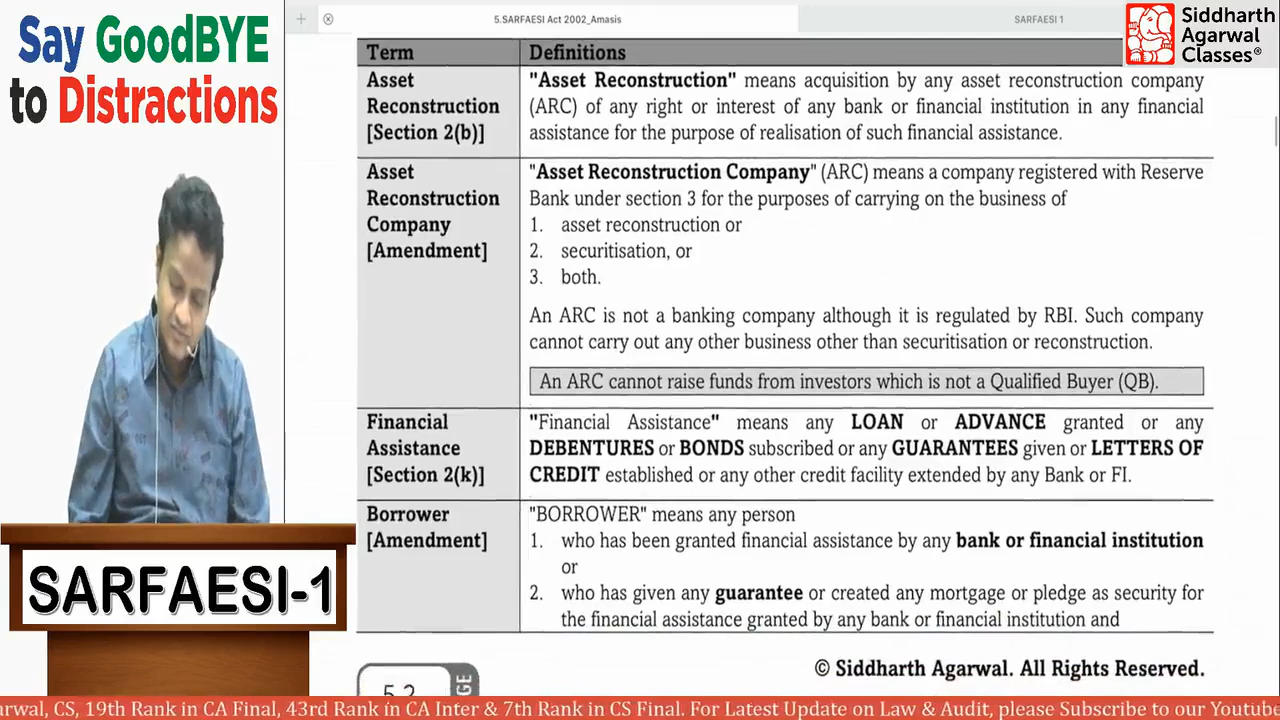 Say GoodBYE
to Distractions
5.SARFAESI Act 2002_Amasis
SARFAESI 1
Siddharth
Agarwal
Classes®
Term
Definitions
Asset
Reconstruction
[Section 2(b)]
"Asset Reconstruction" means acquisition by any asset reconstruction company
(ARC) of any right or interest of any bank or financial institution in any financial
assistance for the purpose of realisation of such financial assistance.
Asset
Reconstruction
Company
[Amendment]
"Asset Reconstruction Company" (ARC) means a company registered with Reserve
Bank under section 3 for the purposes of carrying on the business of
1. asset reconstruction or
2. securitisation, or
3. both.
An ARC is not a banking company although it is regulated by RBI. Such company
cannot carry out any other business other than securitisation or reconstruction.
An ARC cannot raise funds from investors which is not a Qualified Buyer (QB).
Financial
Assistance
[Section 2(k)]
"Financial Assistance" means any LOAN or ADVANCE granted or any
DEBENTURES or BONDS subscribed or any GUARANTEES given or LETTERS OF
CREDIT established or any other credit facility extended by any Bank or FI.
Borrower
[Amendment]
"BORROWER" means any person
1. who has been granted financial assistance by any bank or financial institution
or
2. who has given any guarantee or created any mortgage or pledge as security for
the financial assistance granted by any bank or financial institution and
SARFAESI-1
5.2
GE
© Siddharth Agarwal. All Rights Reserved.
arwal, CS, 19th Rank in CA Final, 43rd Rank in CA Inter & 7th Rank in CS Final. For Latest Update on Law & Audit, please Subscribe to our Youtube